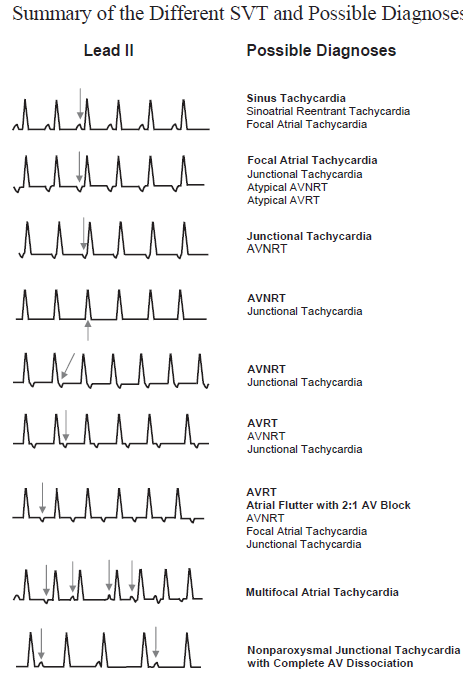 Summary of the Different SVT and Possible Diagnoses
Lead II
Possible Diagnoses
Sinus Tachycardia
Sinoatrial Reentrant Tachycardia
Focal Atrial Tachycardia
Focal Atrial Tachycardia
Junctional Tachycardia
Atypical AVNRT
Atypical AVRT
Junctional Tachycardia
AVNRT
AVNRT
Junctional Tachycardia
AVNRT
Junctional Tachycardia
AVRT
AVNRT
Junctional Tachycardia
AVRT
Atrial Flutter with 2:1 AV Block
AVNRT
Focal Atrial Tachycardia
Junctional Tachycardia
Multifocal Atrial Tachycardia
Nonparoxysmal Junctional Tachycardia
with Complete AV Dissociation